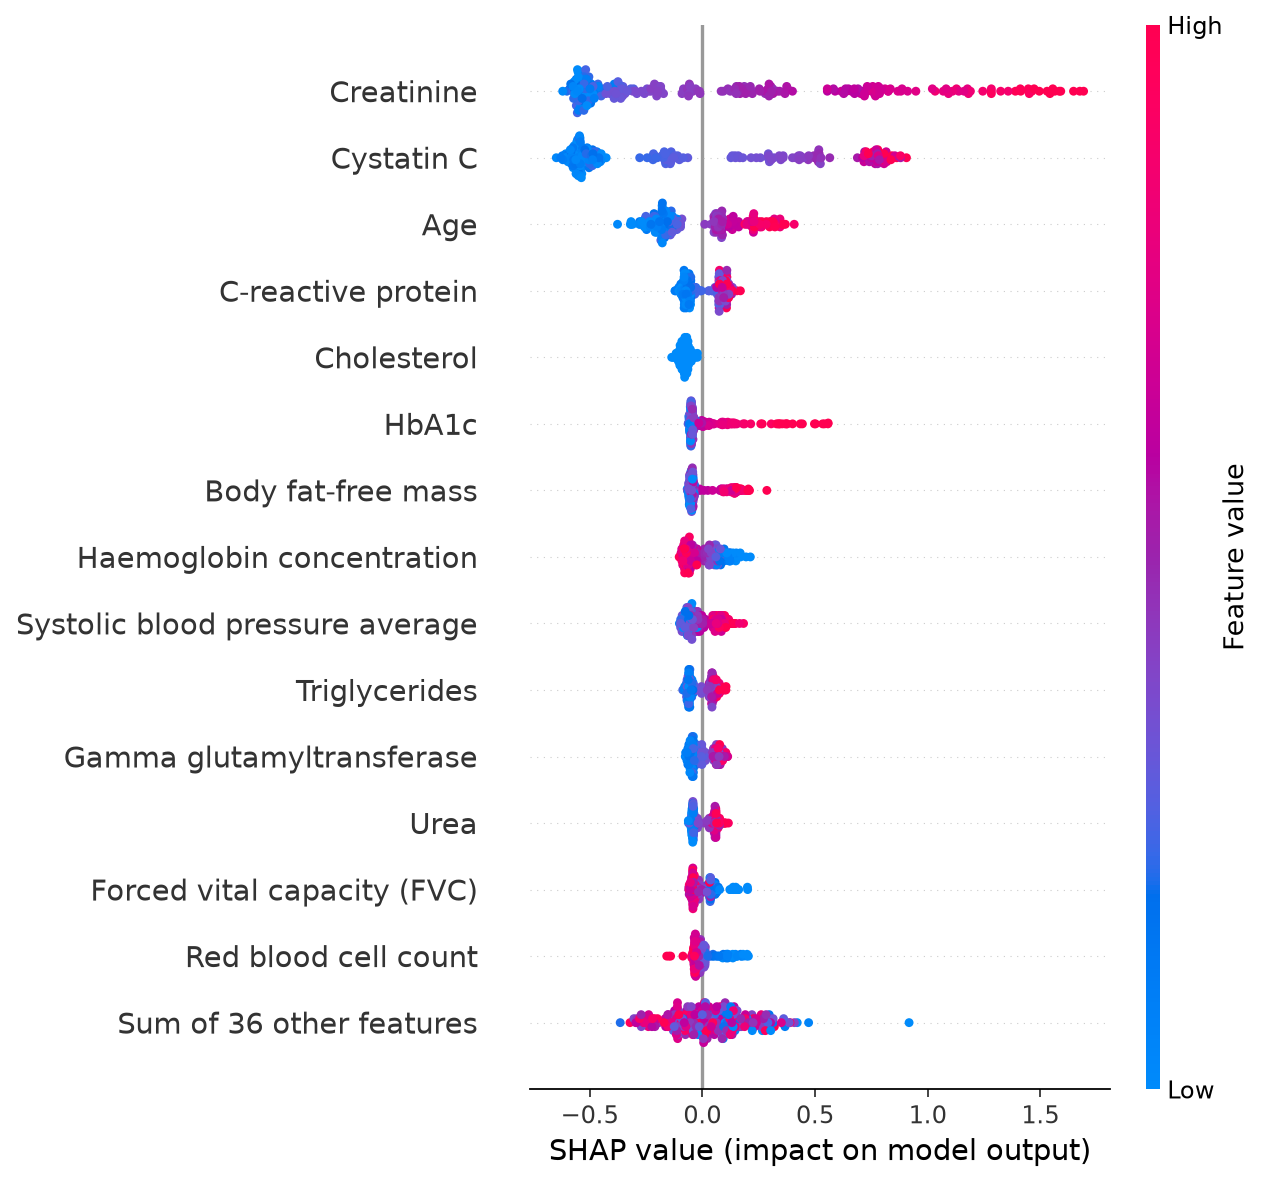 High
Creatinine
Cystatin C
Age
C-reactive protein
Cholesterol
HbA1c
Body fat-free mass
Haemoglobin concentration
Systolic blood pressure average
Triglycerides
Gamma glutamyltransferase
Urea
Forced vital capacity (FVC)
Red blood cell count
Sum of 36 other features
Feature value
Low
−0.5 0.0 0.5 1.0 1.5
SHAP value (impact on model output)